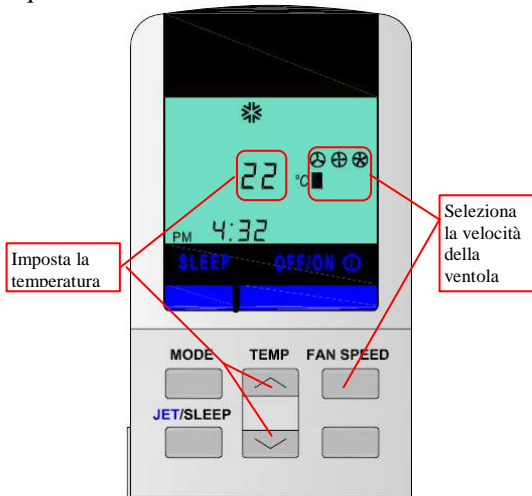 22 °C
PM 4:32
SLEEP OFF/ON
Imposta la
temperatura
Seleziona
la velocità
della
ventola
MODE TEMP FAN SPEED
JET/SLEEP